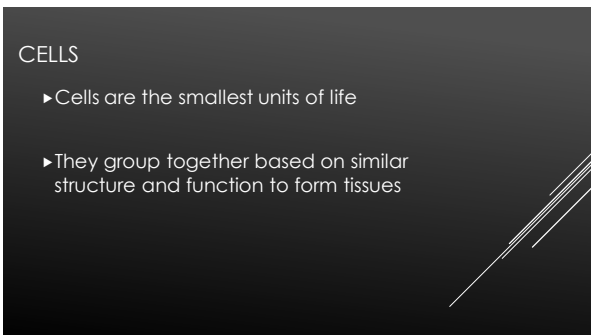 CELLS
▶Cells are the smallest units of life
▶They group together based on similar
structure and function to form tissues